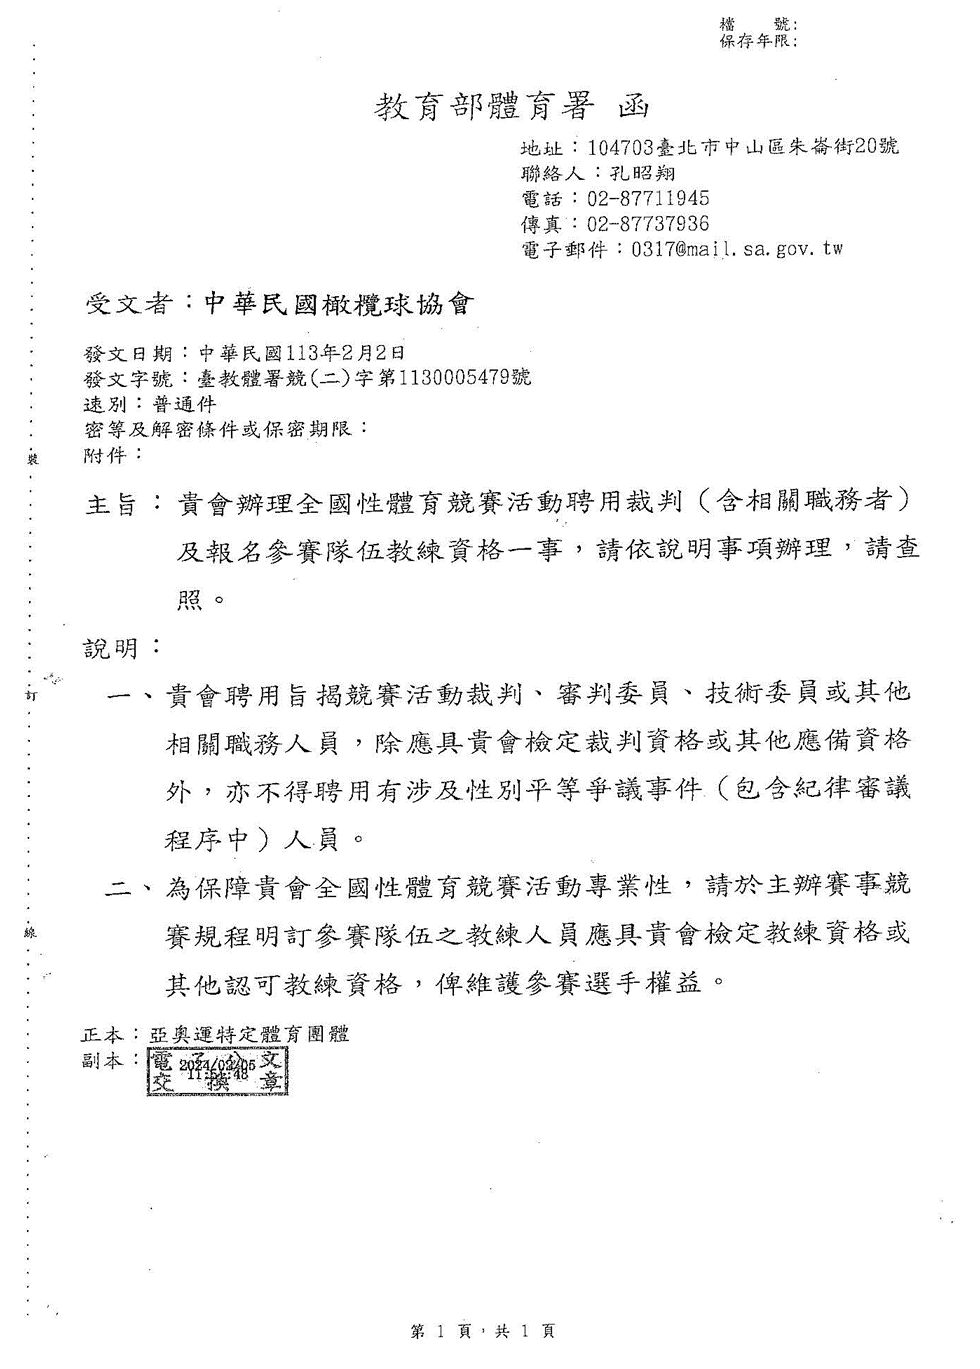 檔　　號:
保存年限:
教育部體育署 函
地址：104703臺北市中山區朱崙街20號
聯絡人：孔昭翔
電話：02-87711945
傳真：02-87737936
電子郵件：0317@mail.sa.gov.tw
受文者：中華民國橄欖球協會
發文日期：中華民國113年2月2日
發文字號：臺教體署競(二)字第1130005479號
速別：普通件
密等及解密條件或保密期限：
附件：
裝
主旨：貴會辦理全國性體育競賽活動聘用裁判（含相關職務者）
及報名參賽隊伍教練資格一事，請依說明事項辦理，請查
照。
說明：
訂
一、貴會聘用旨揭競賽活動裁判、審判委員、技術委員或其他
相關職務人員，除應具貴會檢定裁判資格或其他應備資格
外，亦不得聘用有涉及性別平等爭議事件（包含紀律審議
程序中）人員。
二、為保障貴會全國性體育競賽活動專業性，請於主辦賽事競
線
賽規程明訂參賽隊伍之教練人員應具貴會檢定教練資格或
其他認可教練資格，俾維護參賽選手權益。
正本：亞奧運特定體育團體
副本：
電子公文
2024/02/05
11:54:48
交換章
第 1 頁，共 1 頁